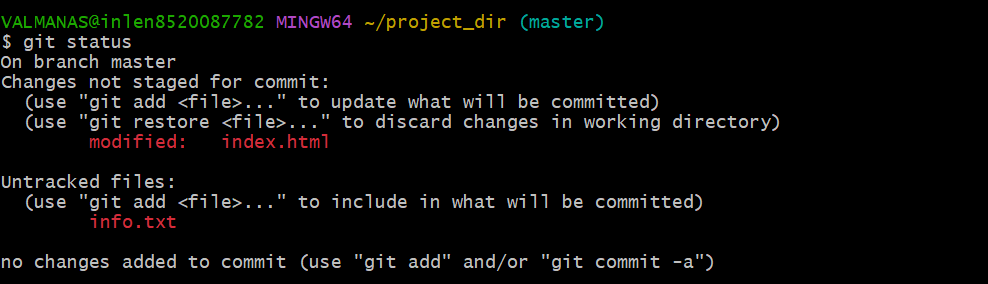 VALMANAS@inlen8520087782 MINGW64 ~/project_dir (master)
$ git status
On branch master
Changes not staged for commit:
  (use "git add <file>..." to update what will be committed)
  (use "git restore <file>..." to discard changes in working directory)
        modified:   index.html

Untracked files:
  (use "git add <file>..." to include in what will be committed)
        info.txt

no changes added to commit (use "git add" and/or "git commit -a")